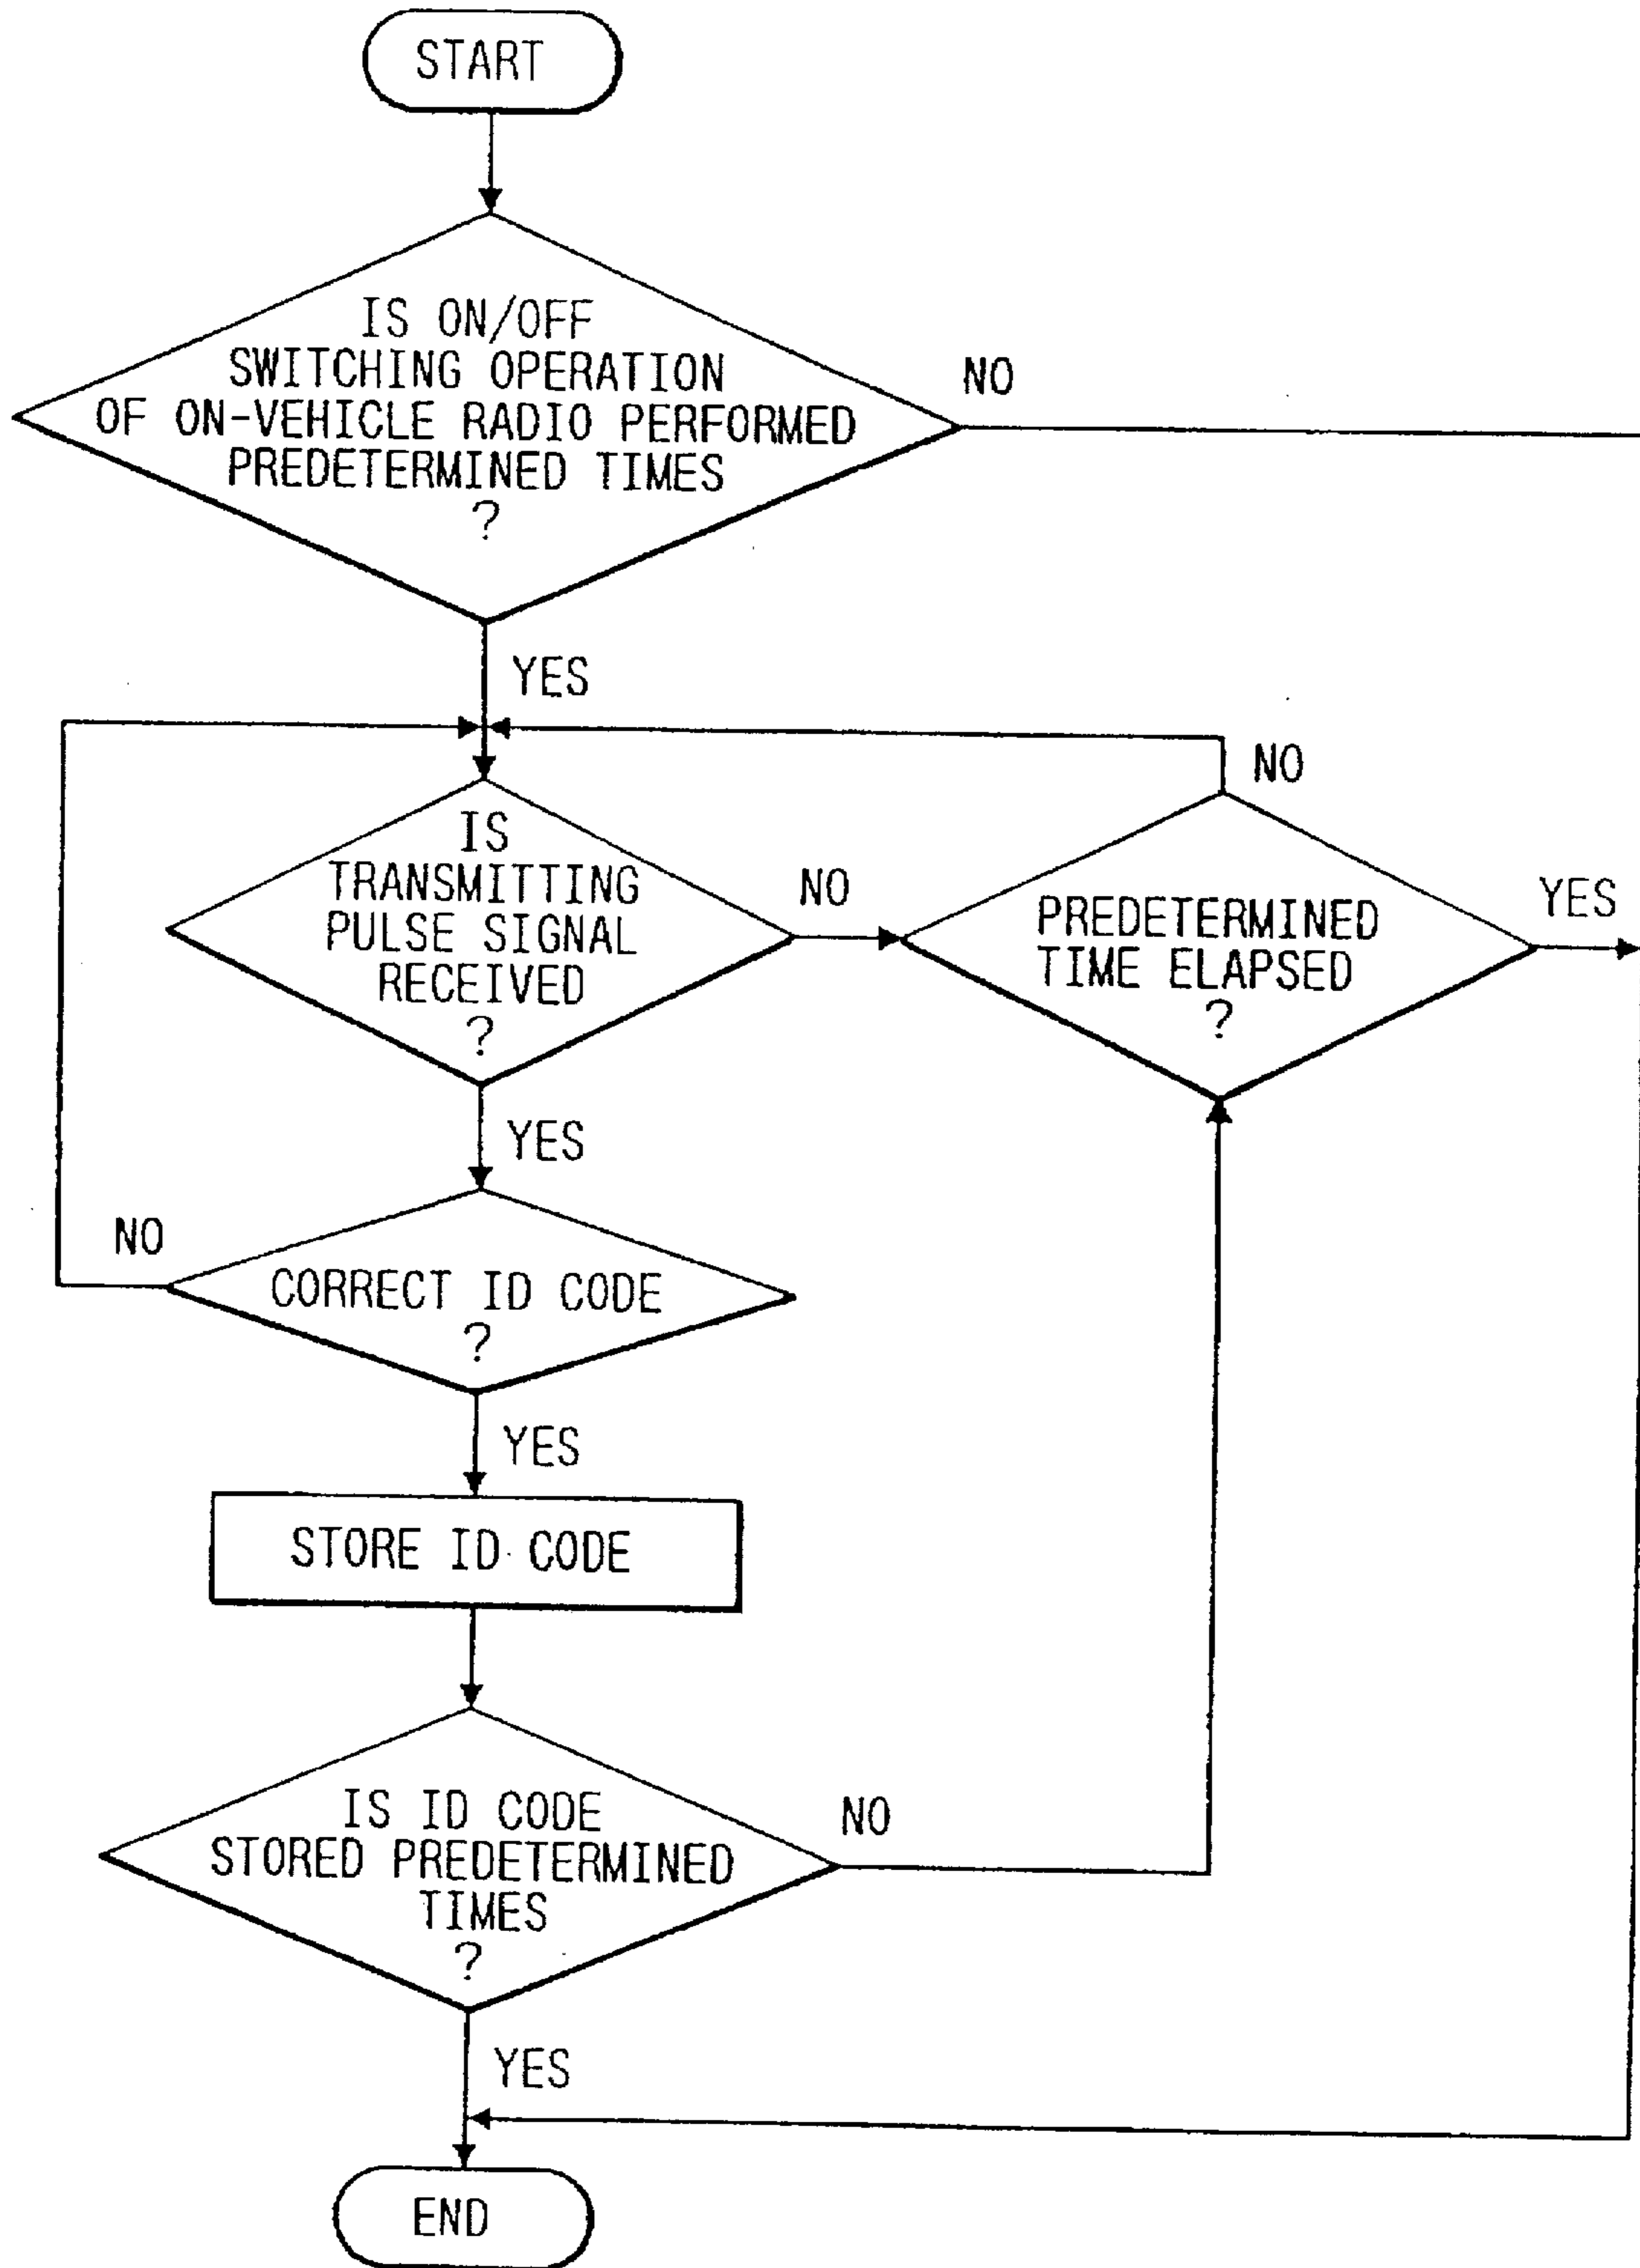 START
IS ON/OFF
SWITCHING OPERATION
OF ON-VEHICLE RADIO PERFORMED
PREDETERMINED TIMES
?
NO
YES
NO
IS
TRANSMITTING
PULSE SIGNAL
RECEIVED
?
NO
PREDETERMINED
TIME ELAPSED
?
YES
YES
NO
CORRECT ID CODE
?
YES
STORE ID CODE
IS ID CODE
STORED PREDETERMINED
TIMES
?
NO
YES
END